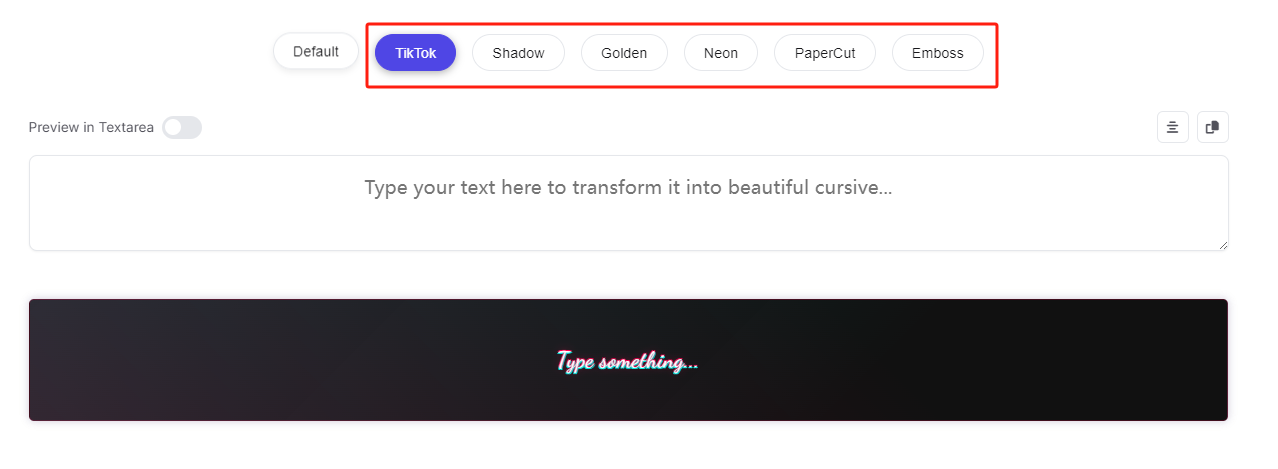 Default TikTok Shadow Golden Neon PaperCut Emboss
Preview in Textarea
Type your text here to transform it into beautiful cursive...
Type something...